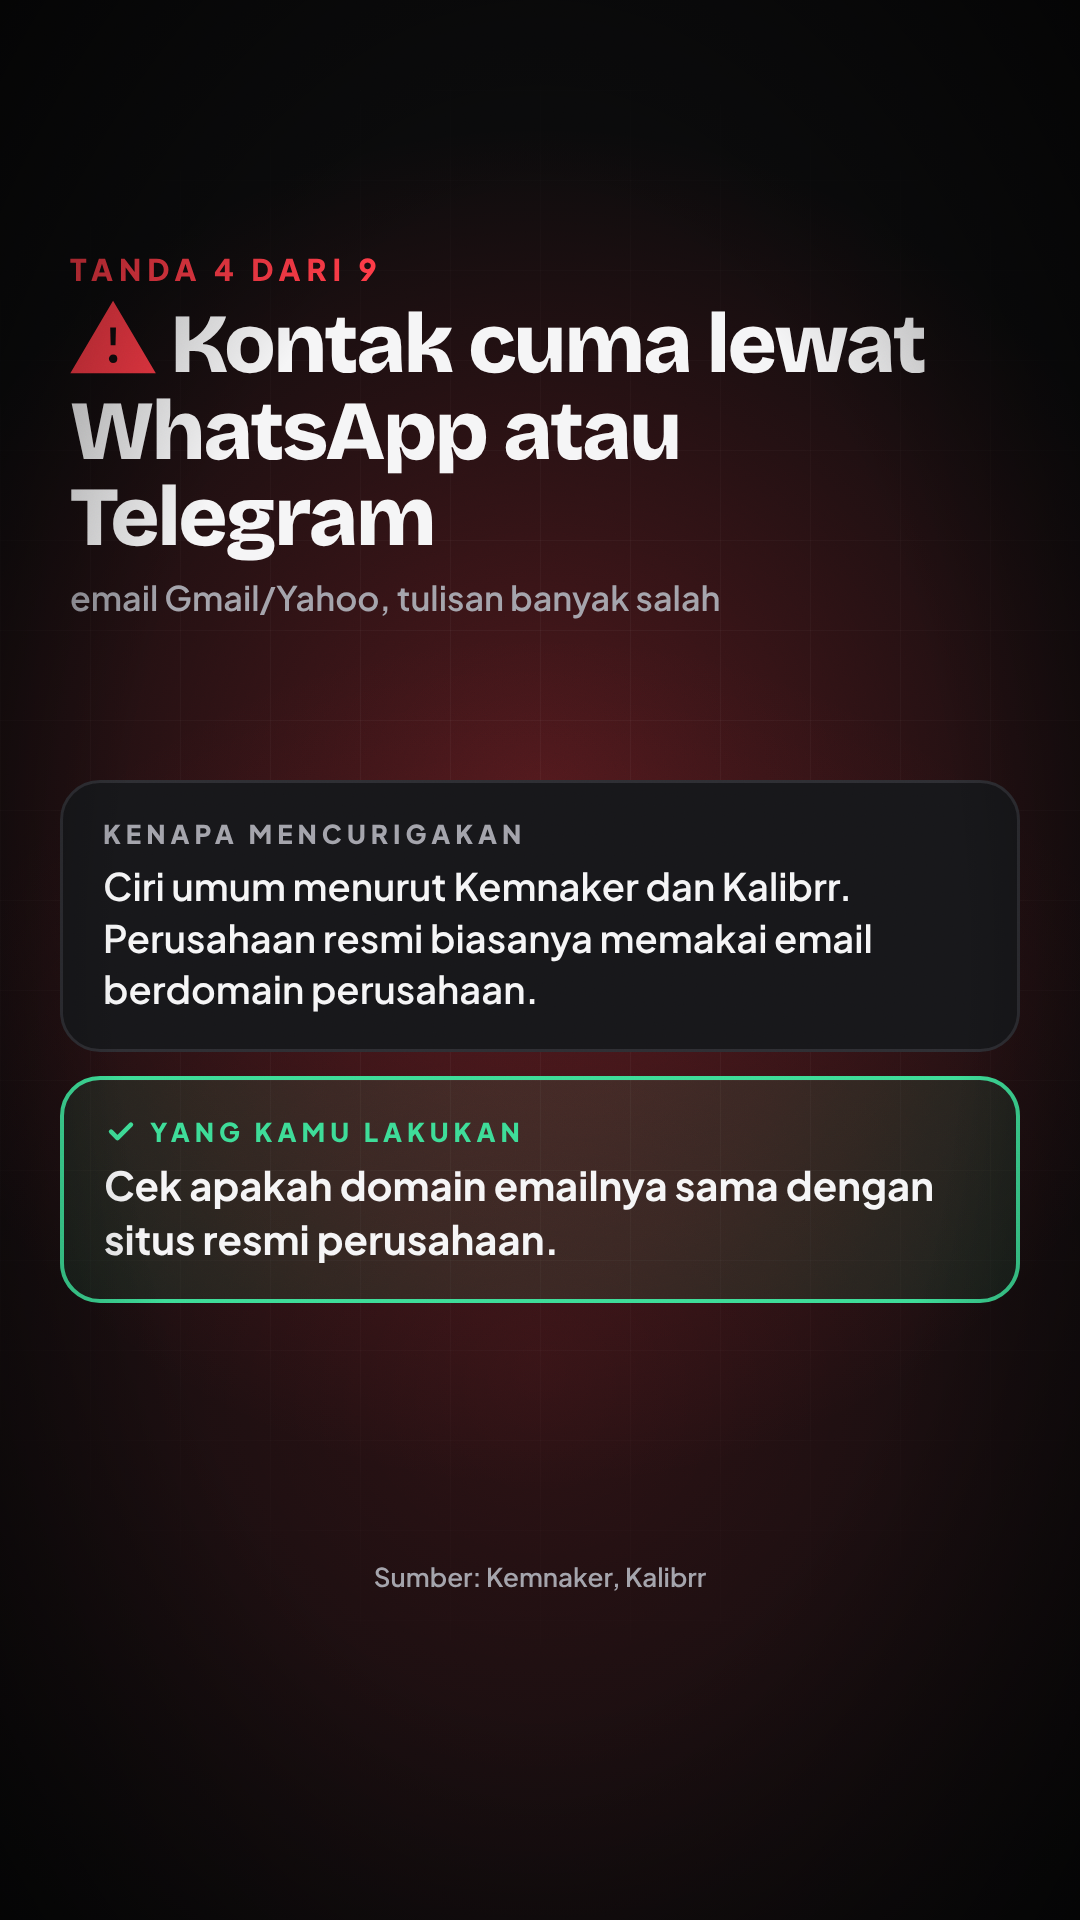 TANDA 4 DARI 9
Kontak cuma lewat
WhatsApp atau
Telegram
email Gmail/Yahoo, tulisan banyak salah
KENAPA MENCURIGAKAN
Ciri umum menurut Kemnaker dan Kalibrr.
Perusahaan resmi biasanya memakai email
berdomain perusahaan.
YANG KAMU LAKUKAN
Cek apakah domain emailnya sama dengan
situs resmi perusahaan.
Sumber: Kemnaker, Kalibrr